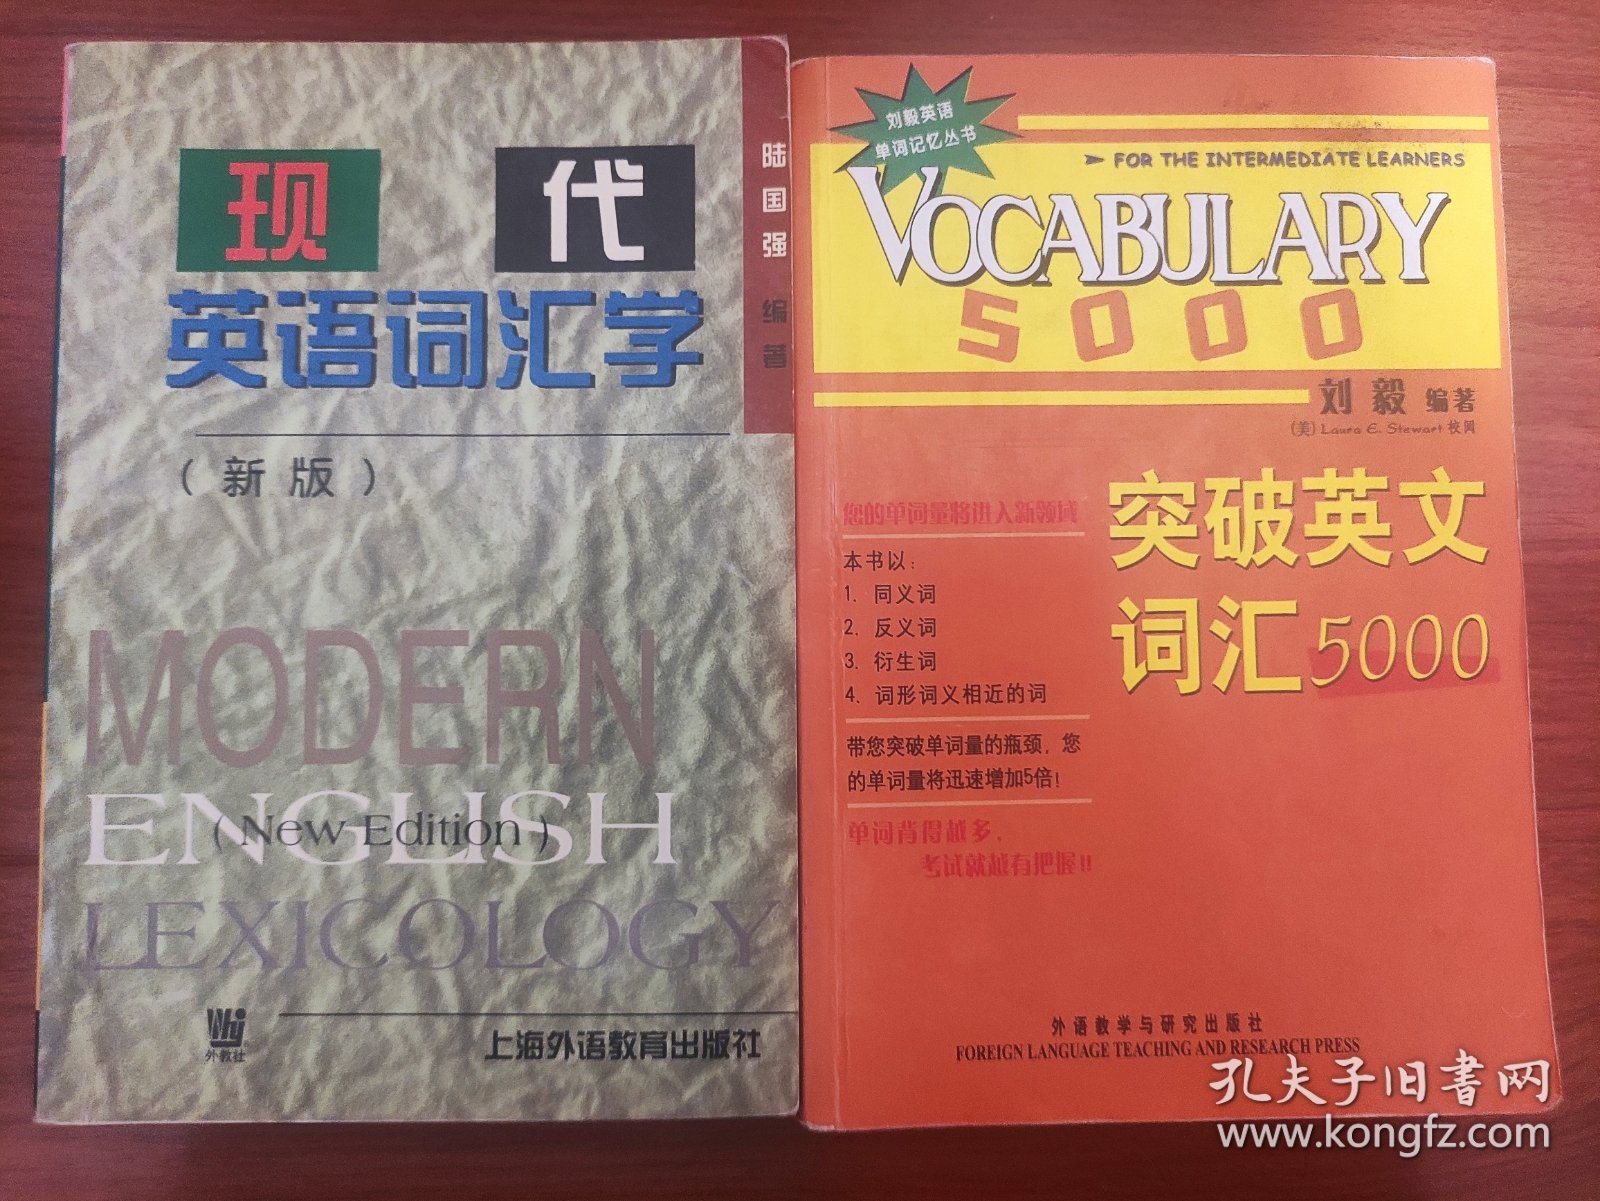 现 代
英语词汇学
(新版)
陆国强 编著
MODERN
ENGLISH
(New Edition)
LEXICOLOGY
Whj
外教社
上海外语教育出版社
刘毅英语
单词记忆丛书
➢ FOR THE INTERMEDIATE LEARNERS
VOCABULARY
5000
刘毅 编著
(美) Laura E. Stewart 校阅
突破英文
词汇5000
您的单词量将进入新领域
本书以:
1. 同义词
2. 反义词
3. 衍生词
4. 词形词义相近的词
带您突破单词量的瓶颈, 您
的单词量将迅速增加5倍!
单词背得越多,
考试就越有把握!!
外语教学与研究出版社
FOREIGN LANGUAGE TEACHING AND RESEARCH PRESS
孔夫子旧書网
www.kongfz.com